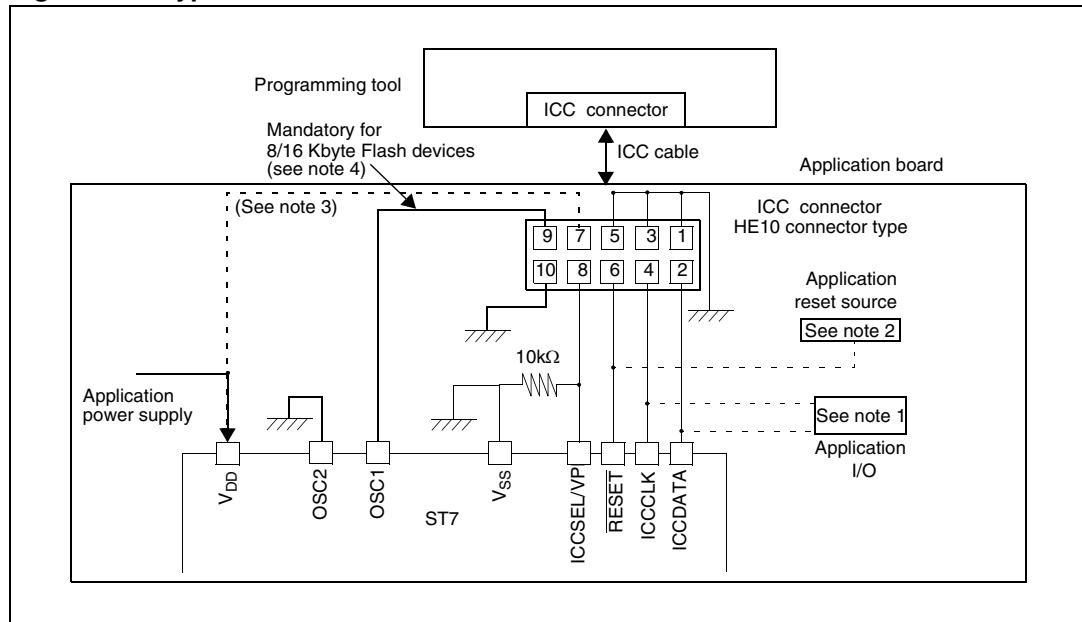 Programming tool
ICC connector
Mandatory for
8/16 Kbyte Flash devices
(see note 4)
ICC cable
Application board
(See note 3)
ICC connector
HE10 connector type
9 7 5 3 1
10 8 6 4 2
Application
reset source
See note 2
10kΩ
Application
power supply
See note 1
Application
I/O
VDD
OSC2
OSC1
VSS
ICCSEL/VP
RESET
ICCCLK
ICCDATA
ST7